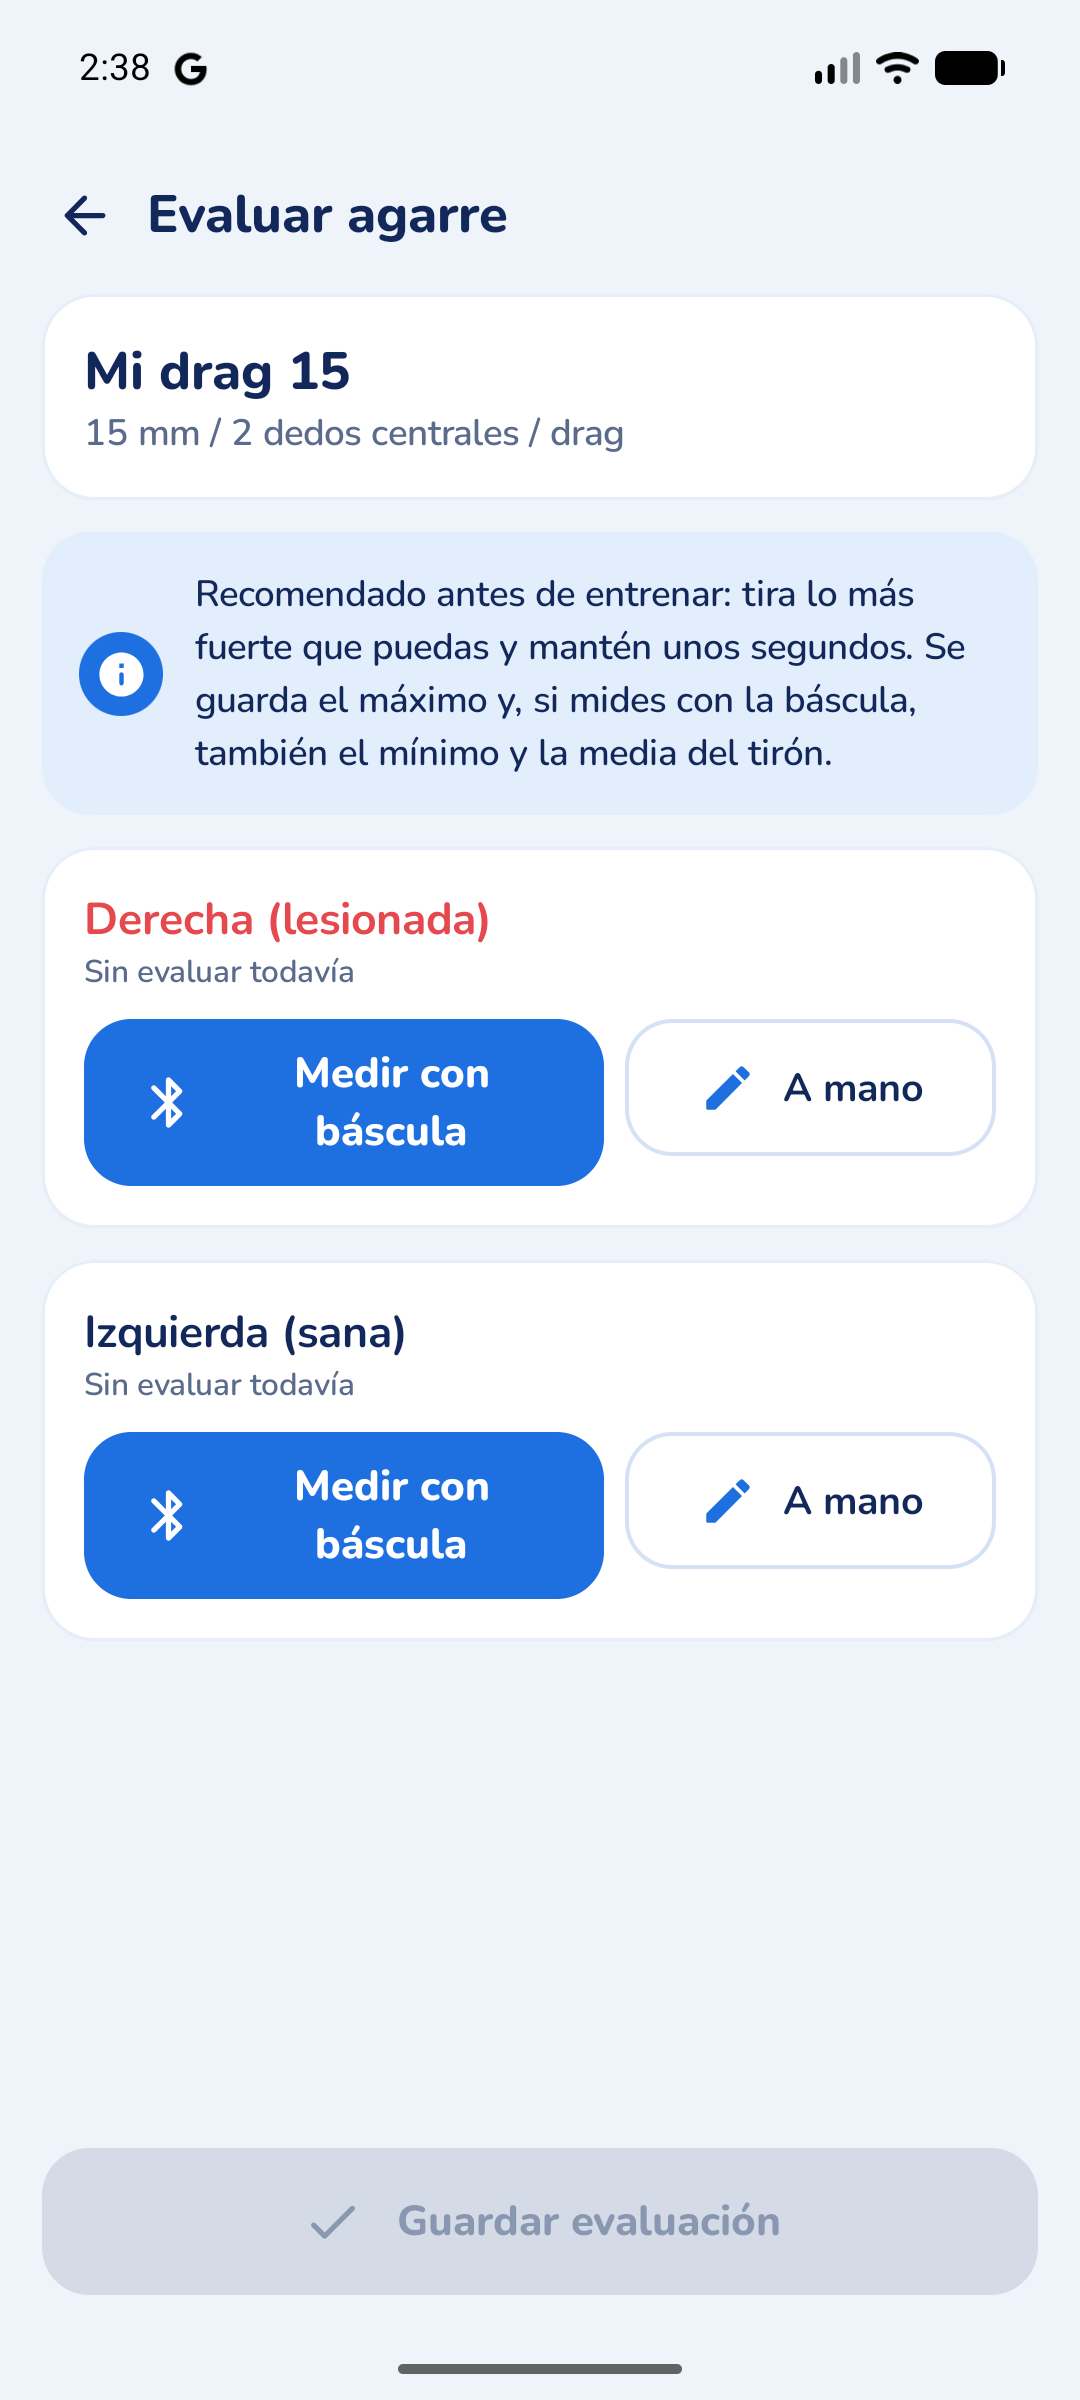 2:38
Evaluar agarre
Mi drag 15
15 mm / 2 dedos centrales / drag
Recomendado antes de entrenar: tira lo más
fuerte que puedas y mantén unos segundos. Se
guarda el máximo y, si mides con la báscula,
también el mínimo y la media del tirón.
Derecha (lesionada)
Sin evaluar todavía
Medir con
báscula
A mano
Izquierda (sana)
Sin evaluar todavía
Medir con
báscula
A mano
Guardar evaluación